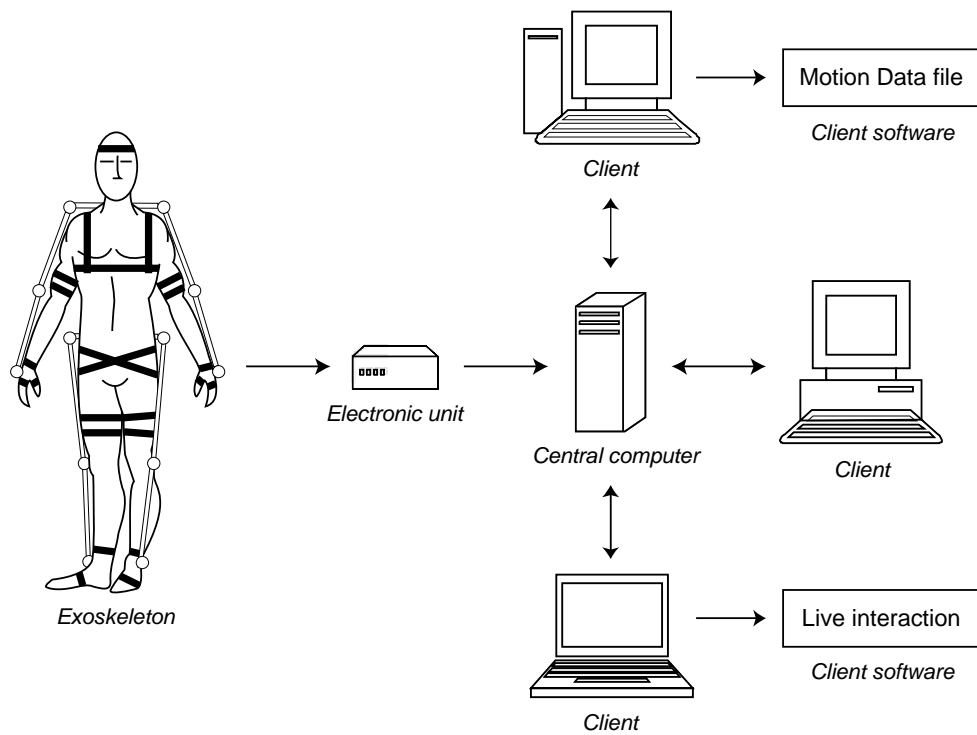 Motion Data file
Client software
Client
Electronic unit
Central computer
Client
Exoskeleton
Live interaction
Client software
Client